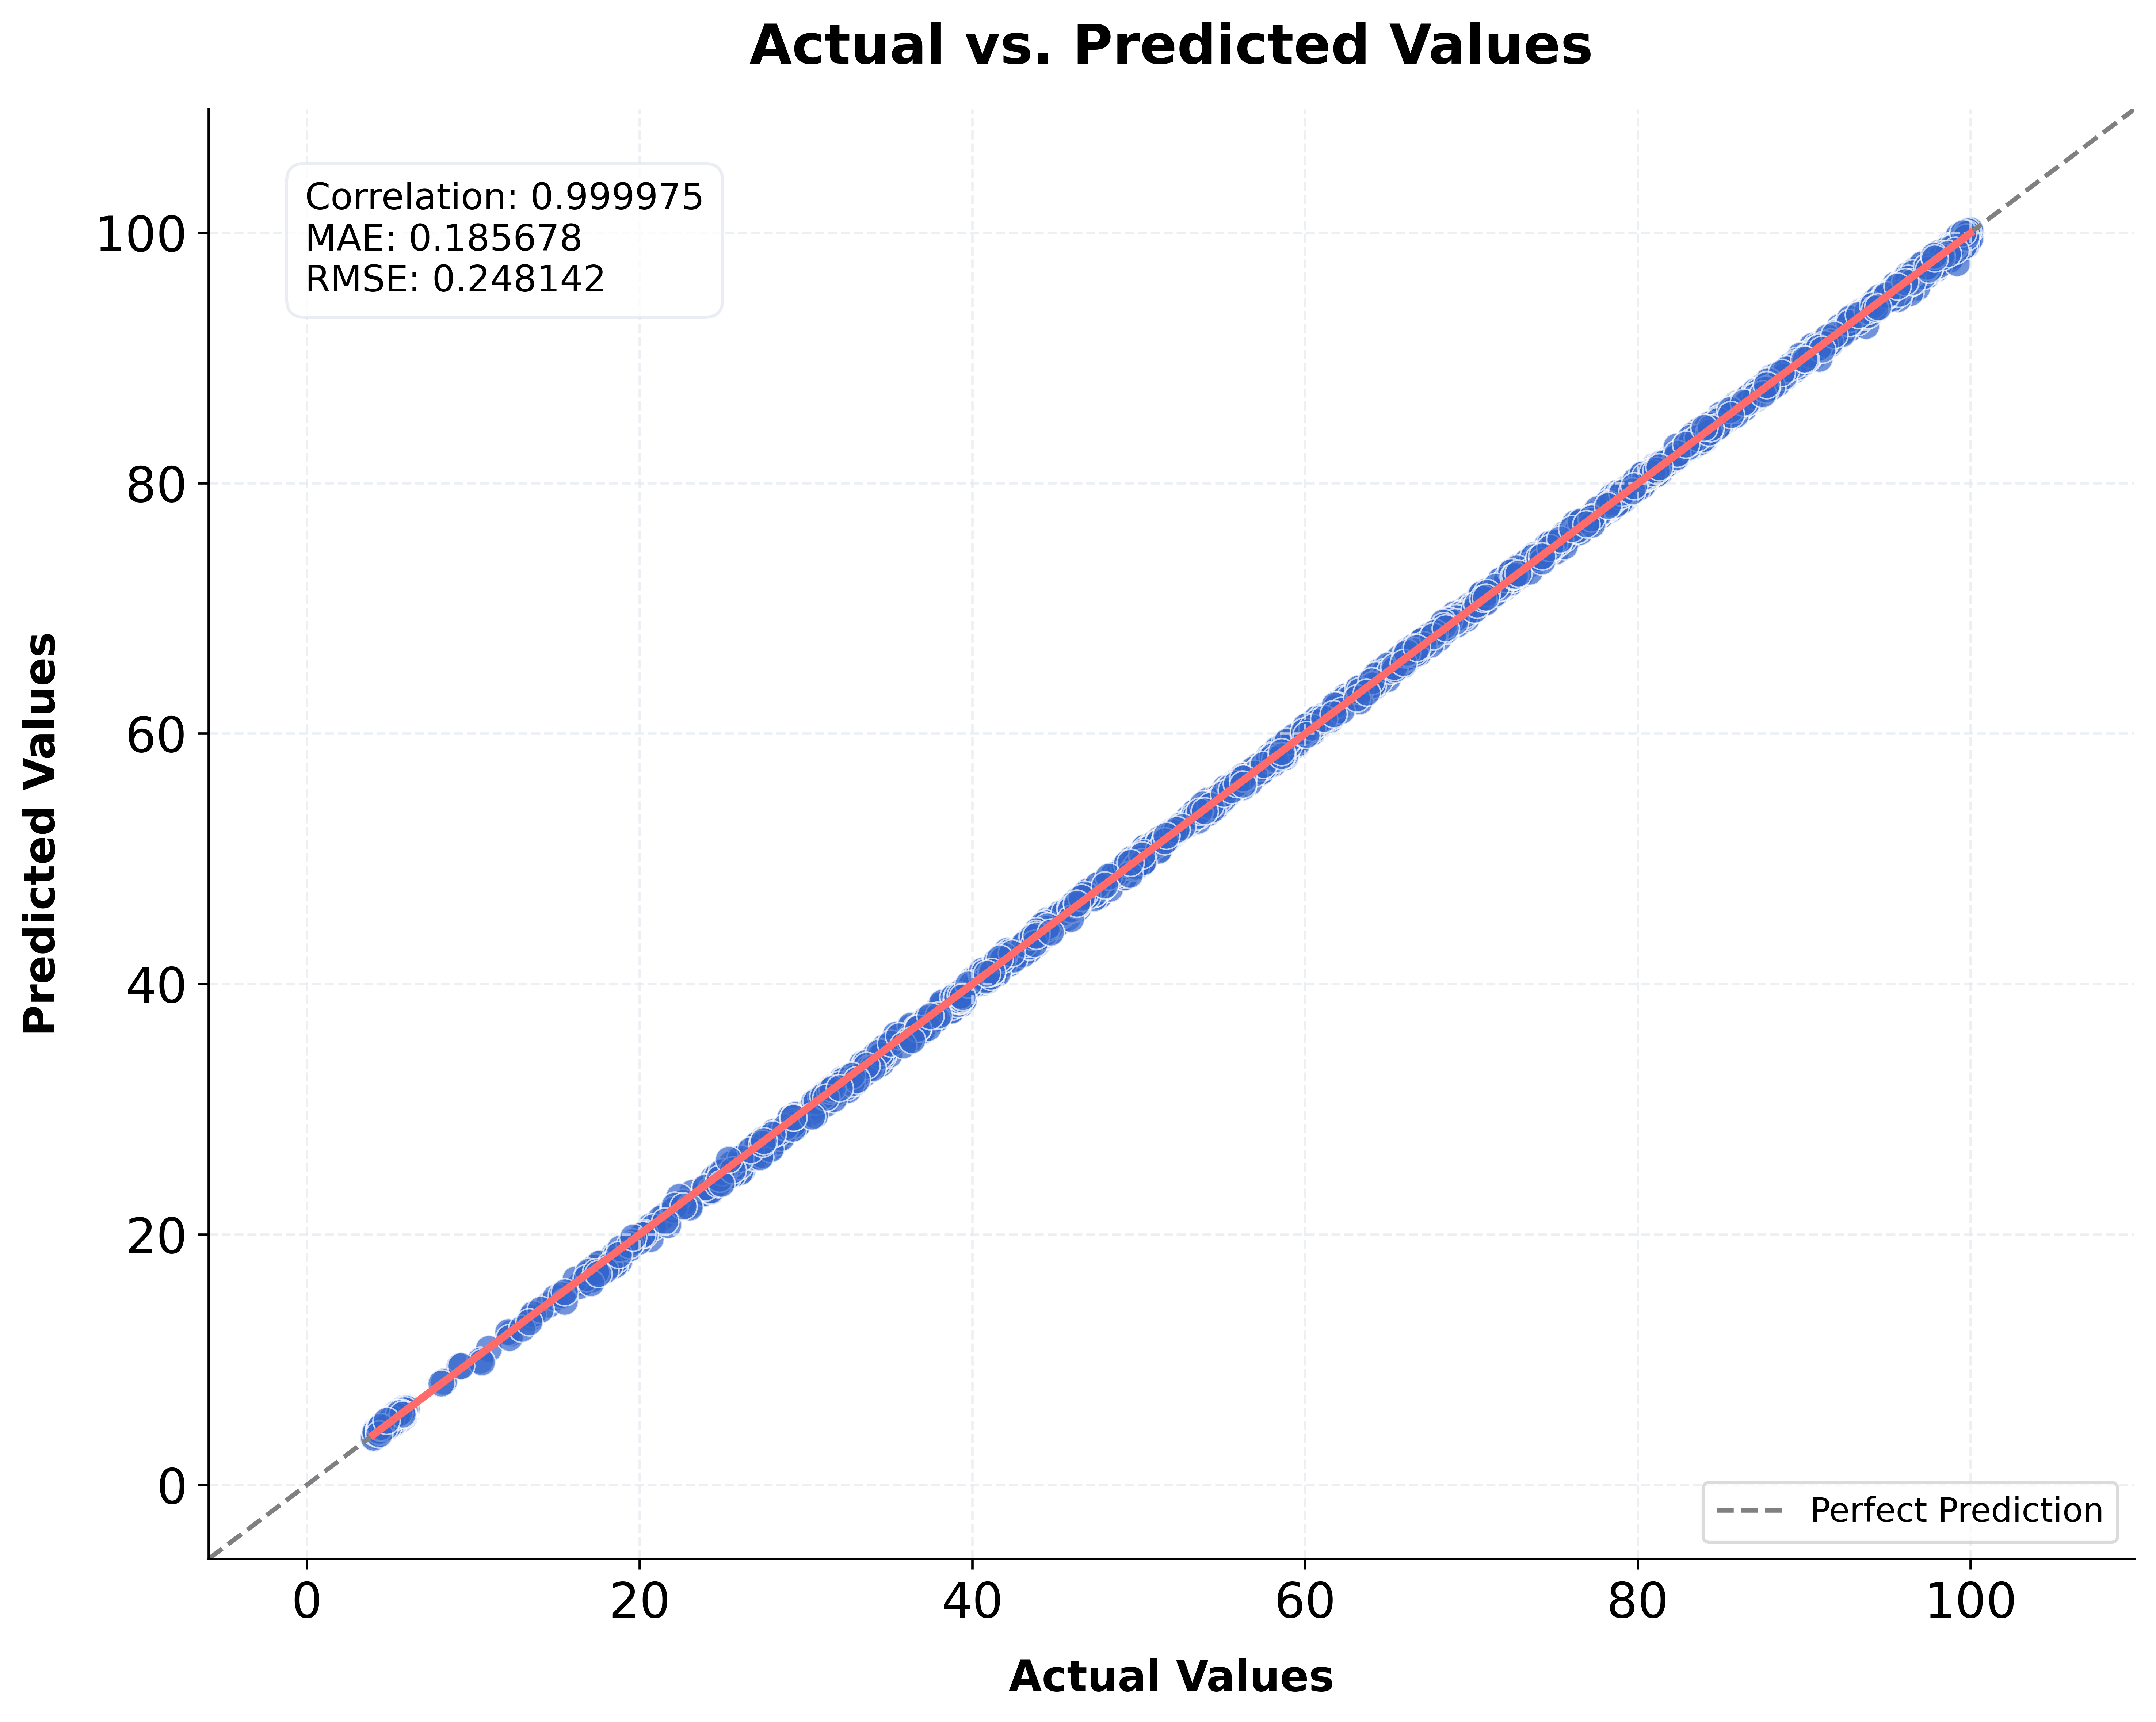 Actual vs. Predicted Values
Correlation: 0.999975
MAE: 0.185678
RMSE: 0.248142
Predicted Values
100
80
60
40
20
0
Perfect Prediction
0 20 40 60 80 100
Actual Values